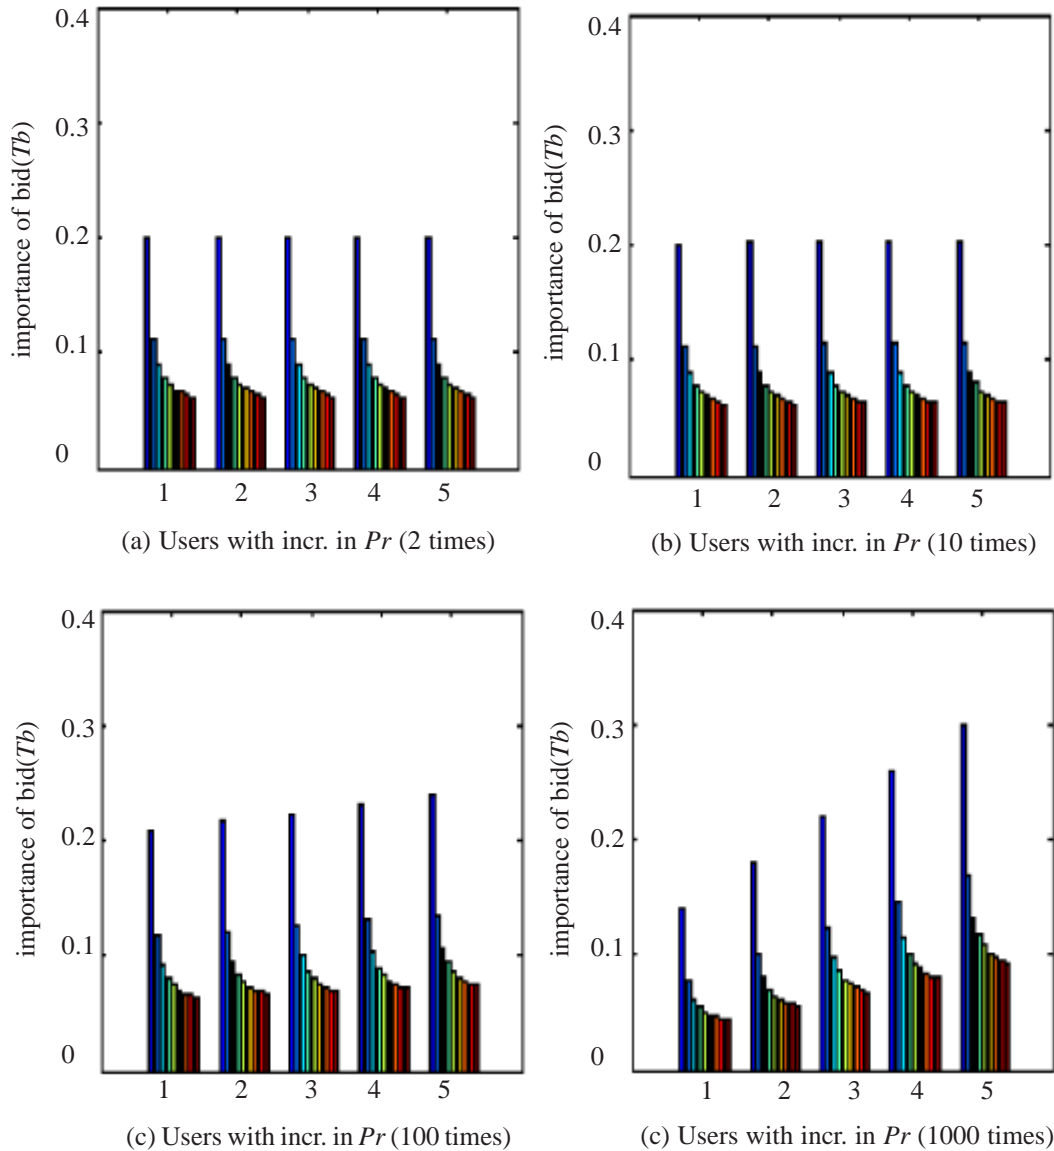 0.4
0.3
0.2
0.1
0
importance of bid(Tb)
1 2 3 4 5
(a) Users with incr. in Pr (2 times)
0.4
0.3
0.2
0.1
0
importance of bid(Tb)
1 2 3 4 5
(b) Users with incr. in Pr (10 times)
0.4
0.3
0.2
0.1
0
importance of bid(Tb)
1 2 3 4 5
(c) Users with incr. in Pr (100 times)
0.4
0.3
0.2
0.1
0
importance of bid(Tb)
1 2 3 4 5
(c) Users with incr. in Pr (1000 times)